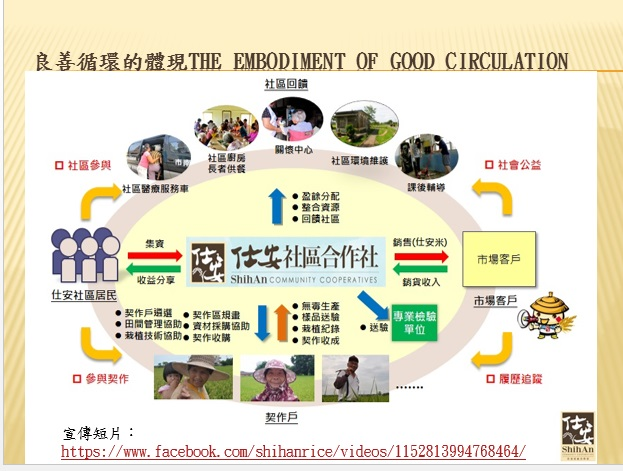 良善循環的體現THE EMBODIMENT OF GOOD CIRCULATION
社區回饋
社區醫療服務車
社區廚房
長者供餐
關懷中心
社區環境維護
課後輔導
社區參與
社會公益
● 盈餘分配
● 整合資源
● 回饋社區
仕安社區居民
集資
收益分享
仕安
仕安社區合作社
ShihAn COMMUNITY COOPERATIVES
銷售(仕安米)
銷貨收入
市場客戶
市場客戶
● 契作戶遴選
● 田間管理協助
● 栽植技術協助
● 契作區規畫
● 資材採購協助
● 契作收購
● 無毒生產
● 樣品送驗
● 栽植紀錄
● 契作收成
● 送驗
專業檢驗
單位
參與契作
履歷追蹤
契作戶
.......
宣傳短片：
https://www.facebook.com/shihanrice/videos/1152813994768464/
仕安
ShihAn